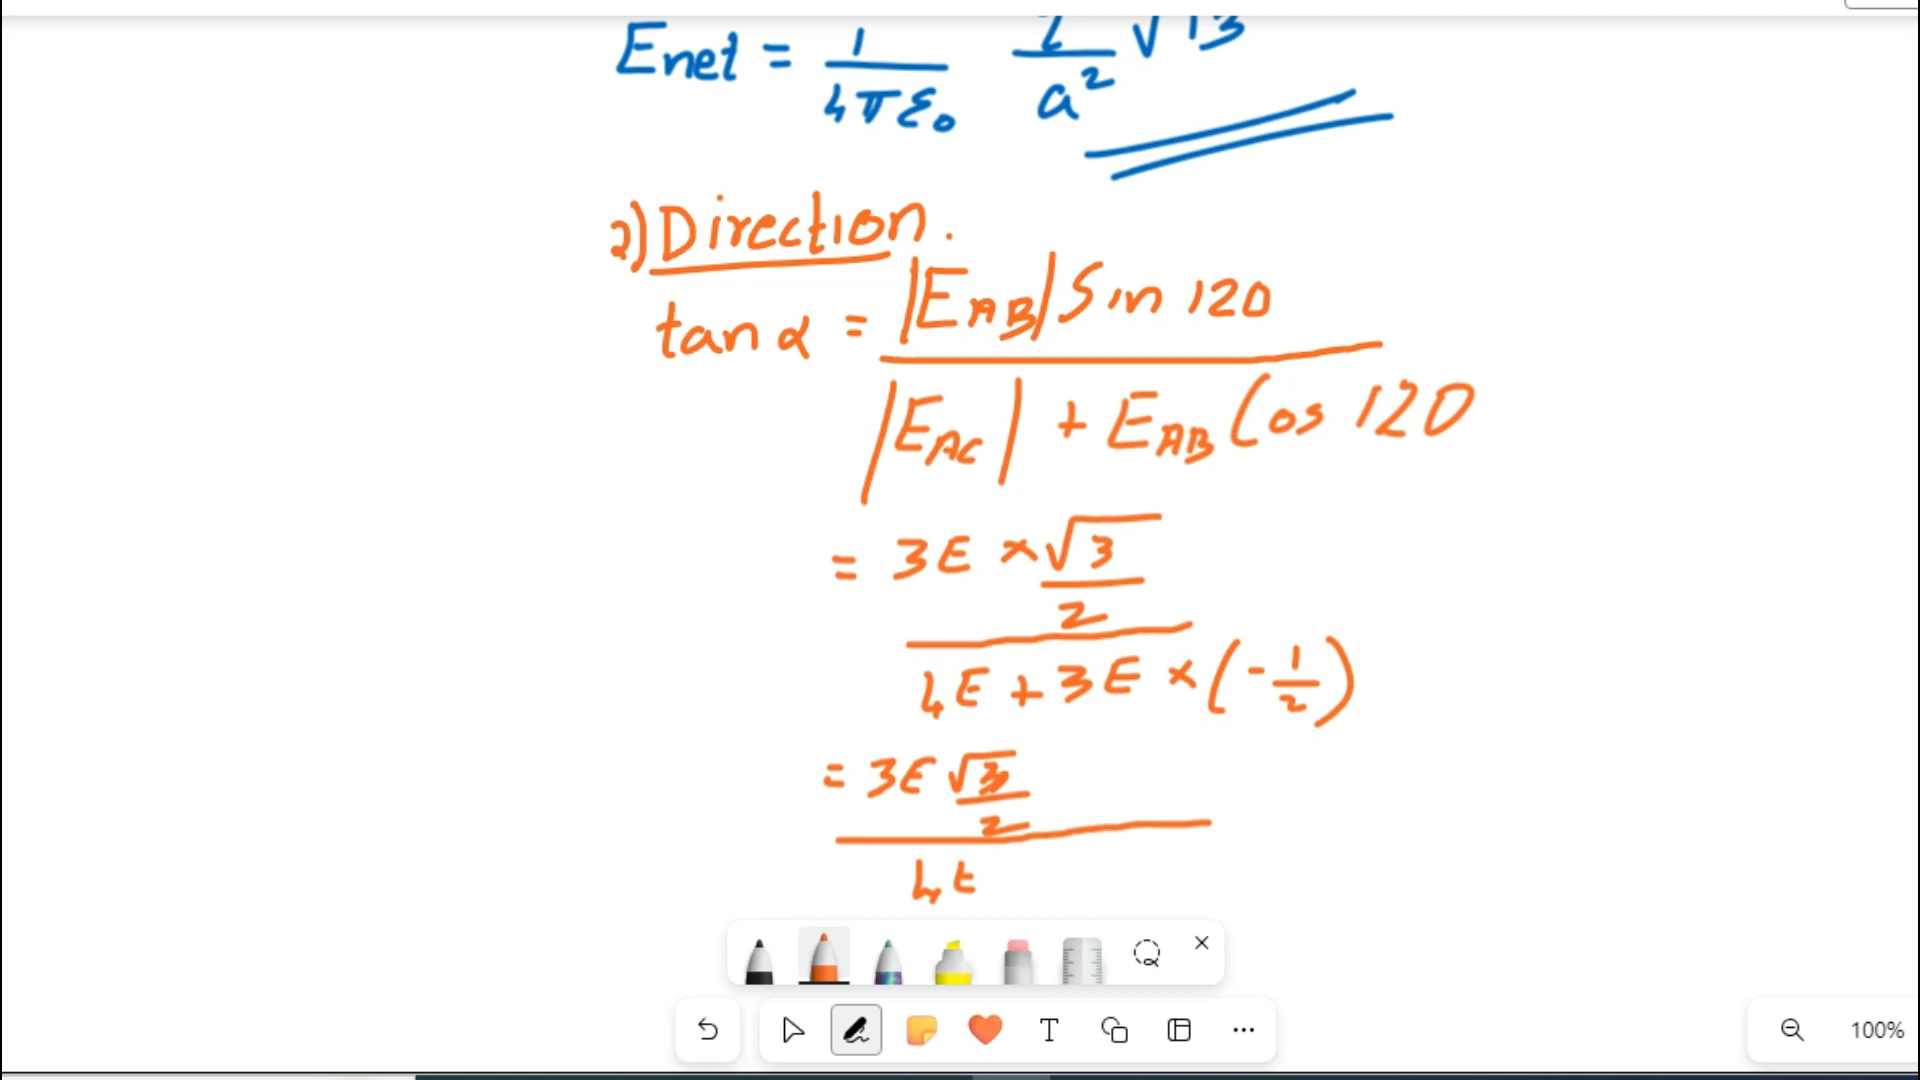 Enet = 1/4πε₀ 2/a² √13
2) Direction.
tan α = |E_AB| Sin 120 / |E_AC| + E_AB Cos 120
= 3E × √3/2 / 4E + 3E × (-1/2)
= 3E √3/2 / 4E
T
100%